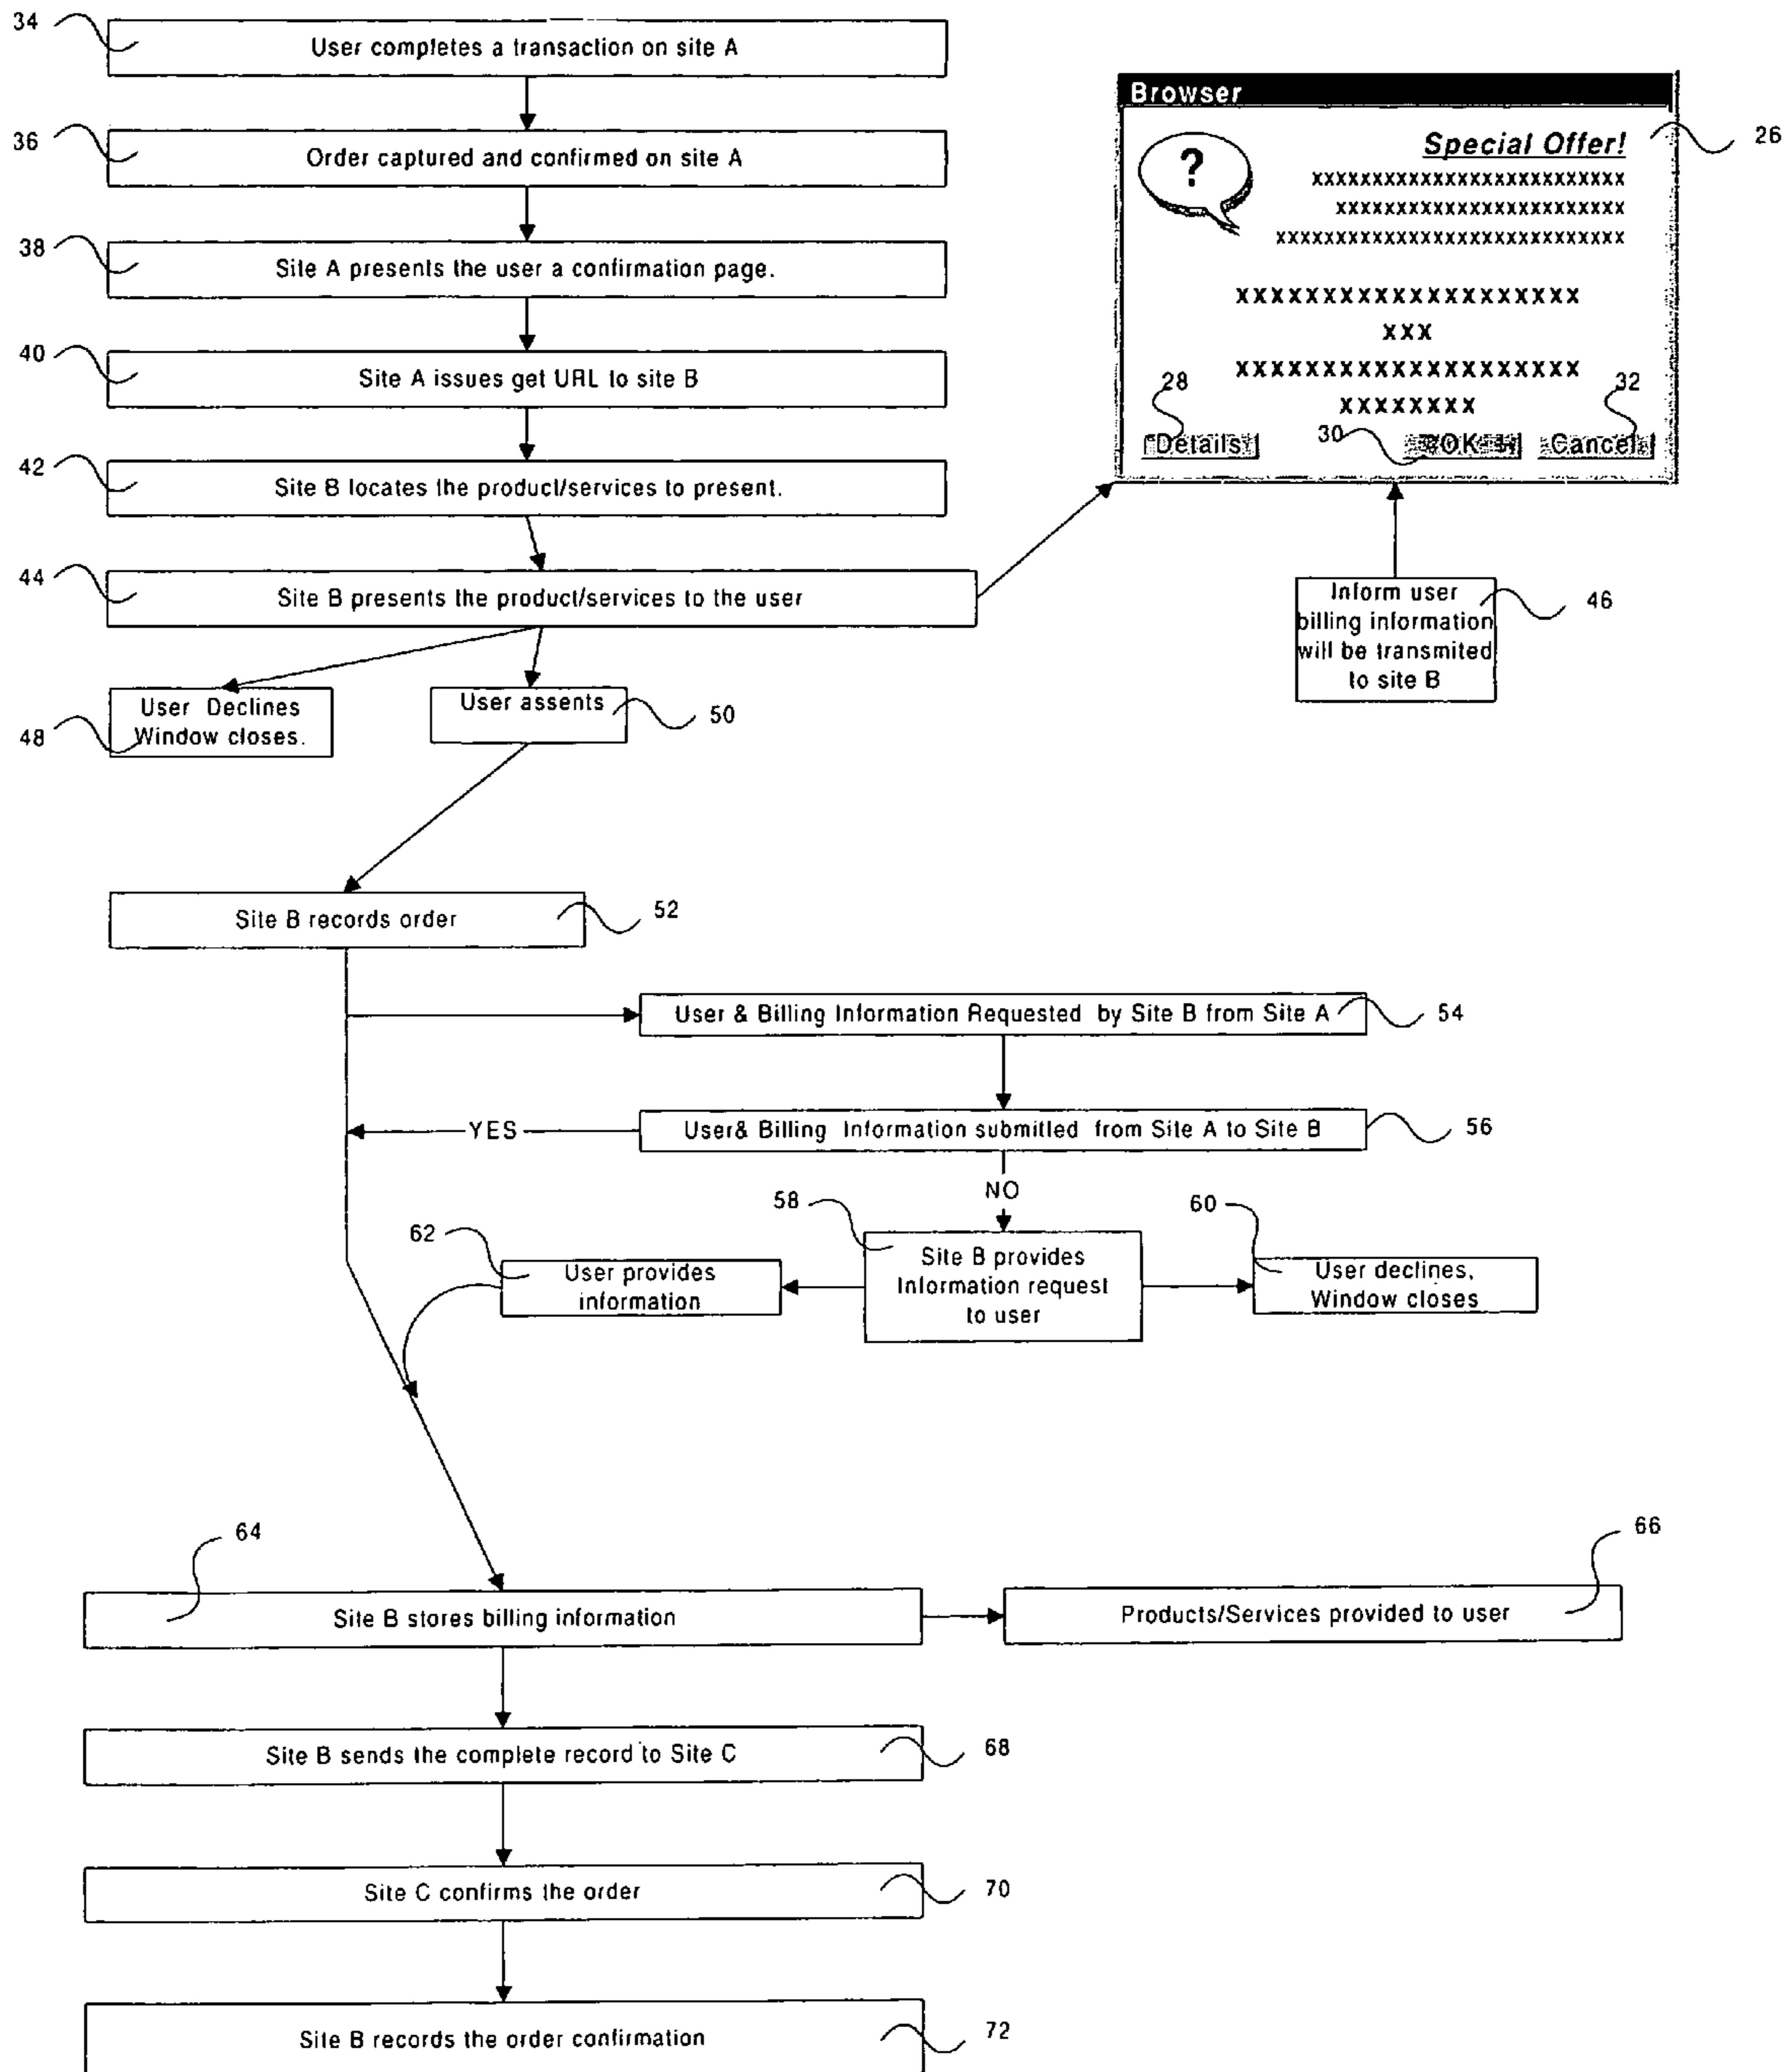 34
User completes a transaction on site A
36
Order captured and confirmed on site A
38
Site A presents the user a confirmation page.
40
Site A issues get URL to site B
42
Site B locates the product/services to present.
44
Site B presents the product/services to the user
Browser
Special Offer!
26
xxxxxxxxxxxxxxxxxxxxxxxxxx
xxxxxxxxxxxxxxxxxxxxxxxx
xxxxxxxxxxxxxxxxxxxxxxxxxxxxx
xxxxxxxxxxxxxxxxxxxx
xxx
xxxxxxxxxxxxxxxxxxxx
xxxxxxxx
28
32
30
Details
OK
Cancel
?
Inform user
billing information
will be transmited
to site B
46
User Declines
Window closes.
48
User assents
50
Site B records order
52
User & Billing Information Requested by Site B from Site A
54
User& Billing Information submitted from Site A to Site B
56
YES
NO
58
Site B provides
Information request
to user
60
User declines,
Window closes
62
User provides
information
64
Site B stores billing information
66
Products/Services provided to user
Site B sends the complete record to Site C
68
Site C confirms the order
70
Site B records the order confirmation
72